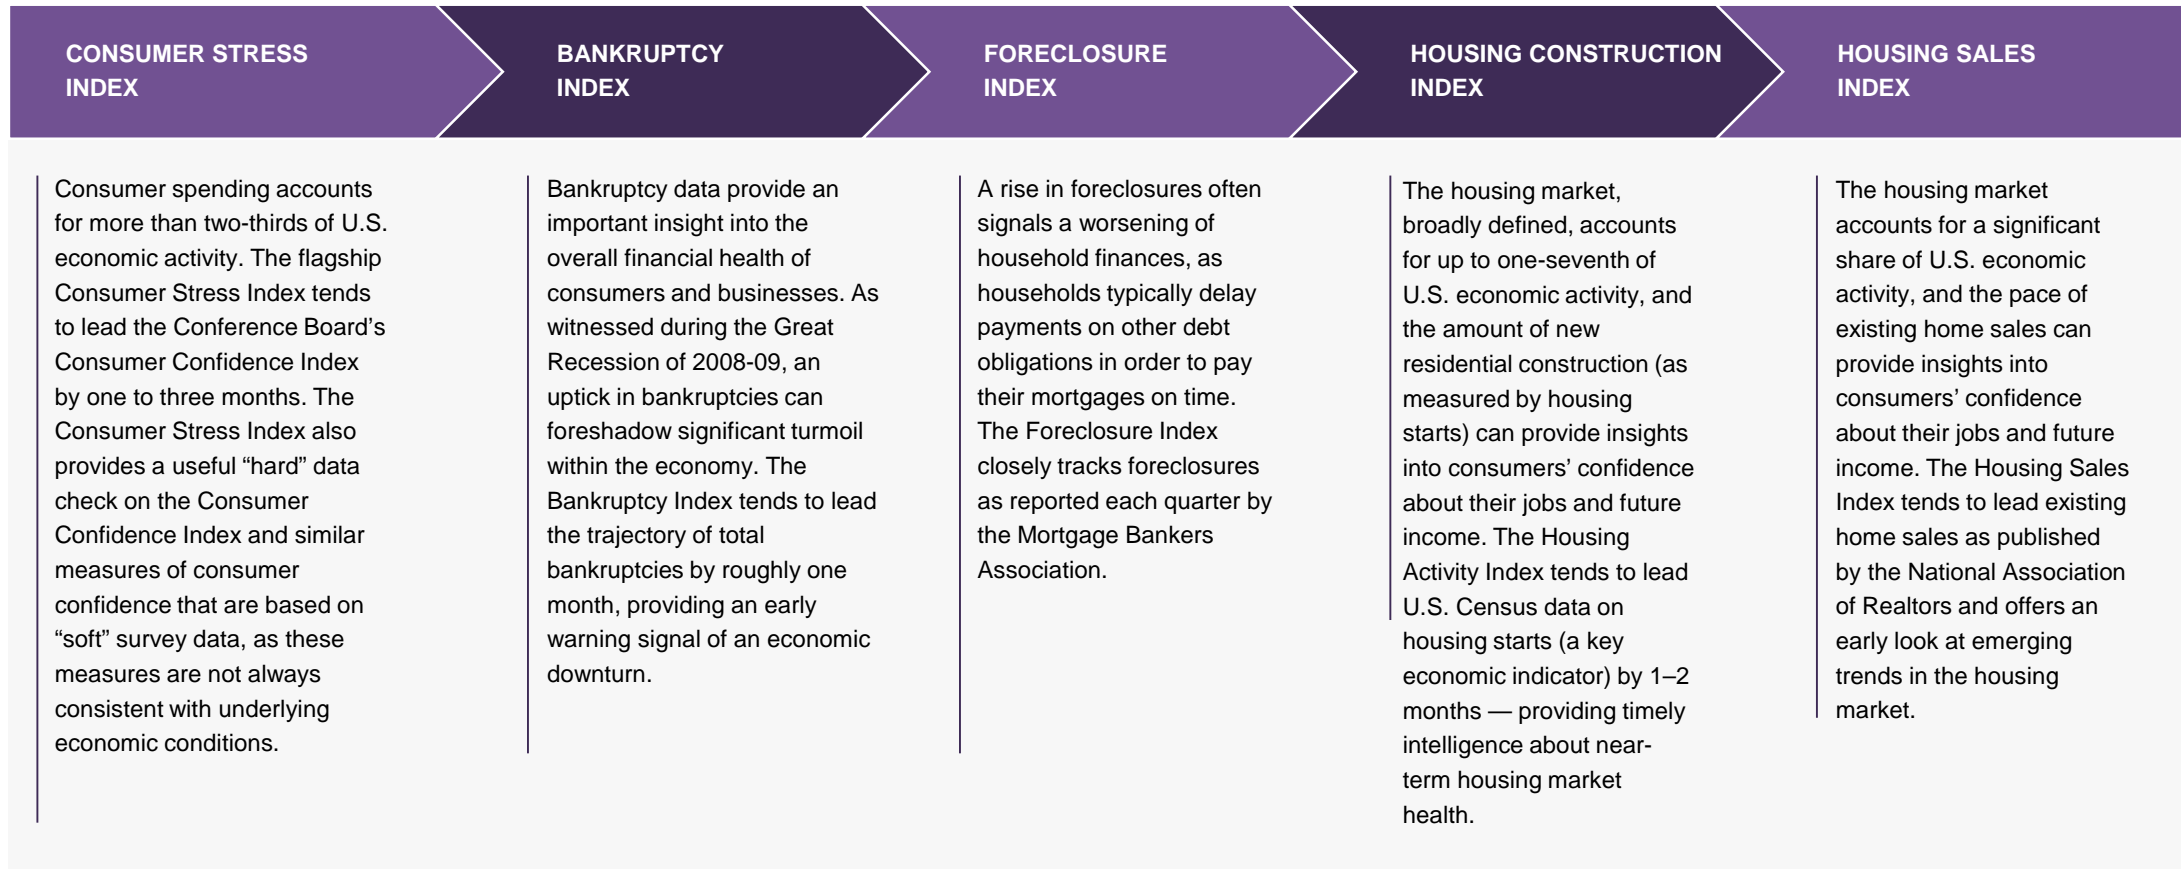 CONSUMER STRESS
INDEX
BANKRUPTCY
INDEX
FORECLOSURE
INDEX
HOUSING CONSTRUCTION
INDEX
HOUSING SALES
INDEX
Consumer spending accounts
for more than two-thirds of U.S.
economic activity. The flagship
Consumer Stress Index tends
to lead the Conference Board’s
Consumer Confidence Index
by one to three months. The
Consumer Stress Index also
provides a useful “hard” data
check on the Consumer
Confidence Index and similar
measures of consumer
confidence that are based on
“soft” survey data, as these
measures are not always
consistent with underlying
economic conditions.
Bankruptcy data provide an
important insight into the
overall financial health of
consumers and businesses. As
witnessed during the Great
Recession of 2008-09, an
uptick in bankruptcies can
foreshadow significant turmoil
within the economy. The
Bankruptcy Index tends to lead
the trajectory of total
bankruptcies by roughly one
month, providing an early
warning signal of an economic
downturn.
A rise in foreclosures often
signals a worsening of
household finances, as
households typically delay
payments on other debt
obligations in order to pay
their mortgages on time.
The Foreclosure Index
closely tracks foreclosures
as reported each quarter by
the Mortgage Bankers
Association.
The housing market,
broadly defined, accounts
for up to one-seventh of
U.S. economic activity, and
the amount of new
residential construction (as
measured by housing
starts) can provide insights
into consumers’ confidence
about their jobs and future
income. The Housing
Activity Index tends to lead
U.S. Census data on
housing starts (a key
economic indicator) by 1–2
months — providing timely
intelligence about near-
term housing market
health.
The housing market
accounts for a significant
share of U.S. economic
activity, and the pace of
existing home sales can
provide insights into
consumers’ confidence
about their jobs and future
income. The Housing Sales
Index tends to lead existing
home sales as published
by the National Association
of Realtors and offers an
early look at emerging
trends in the housing
market.